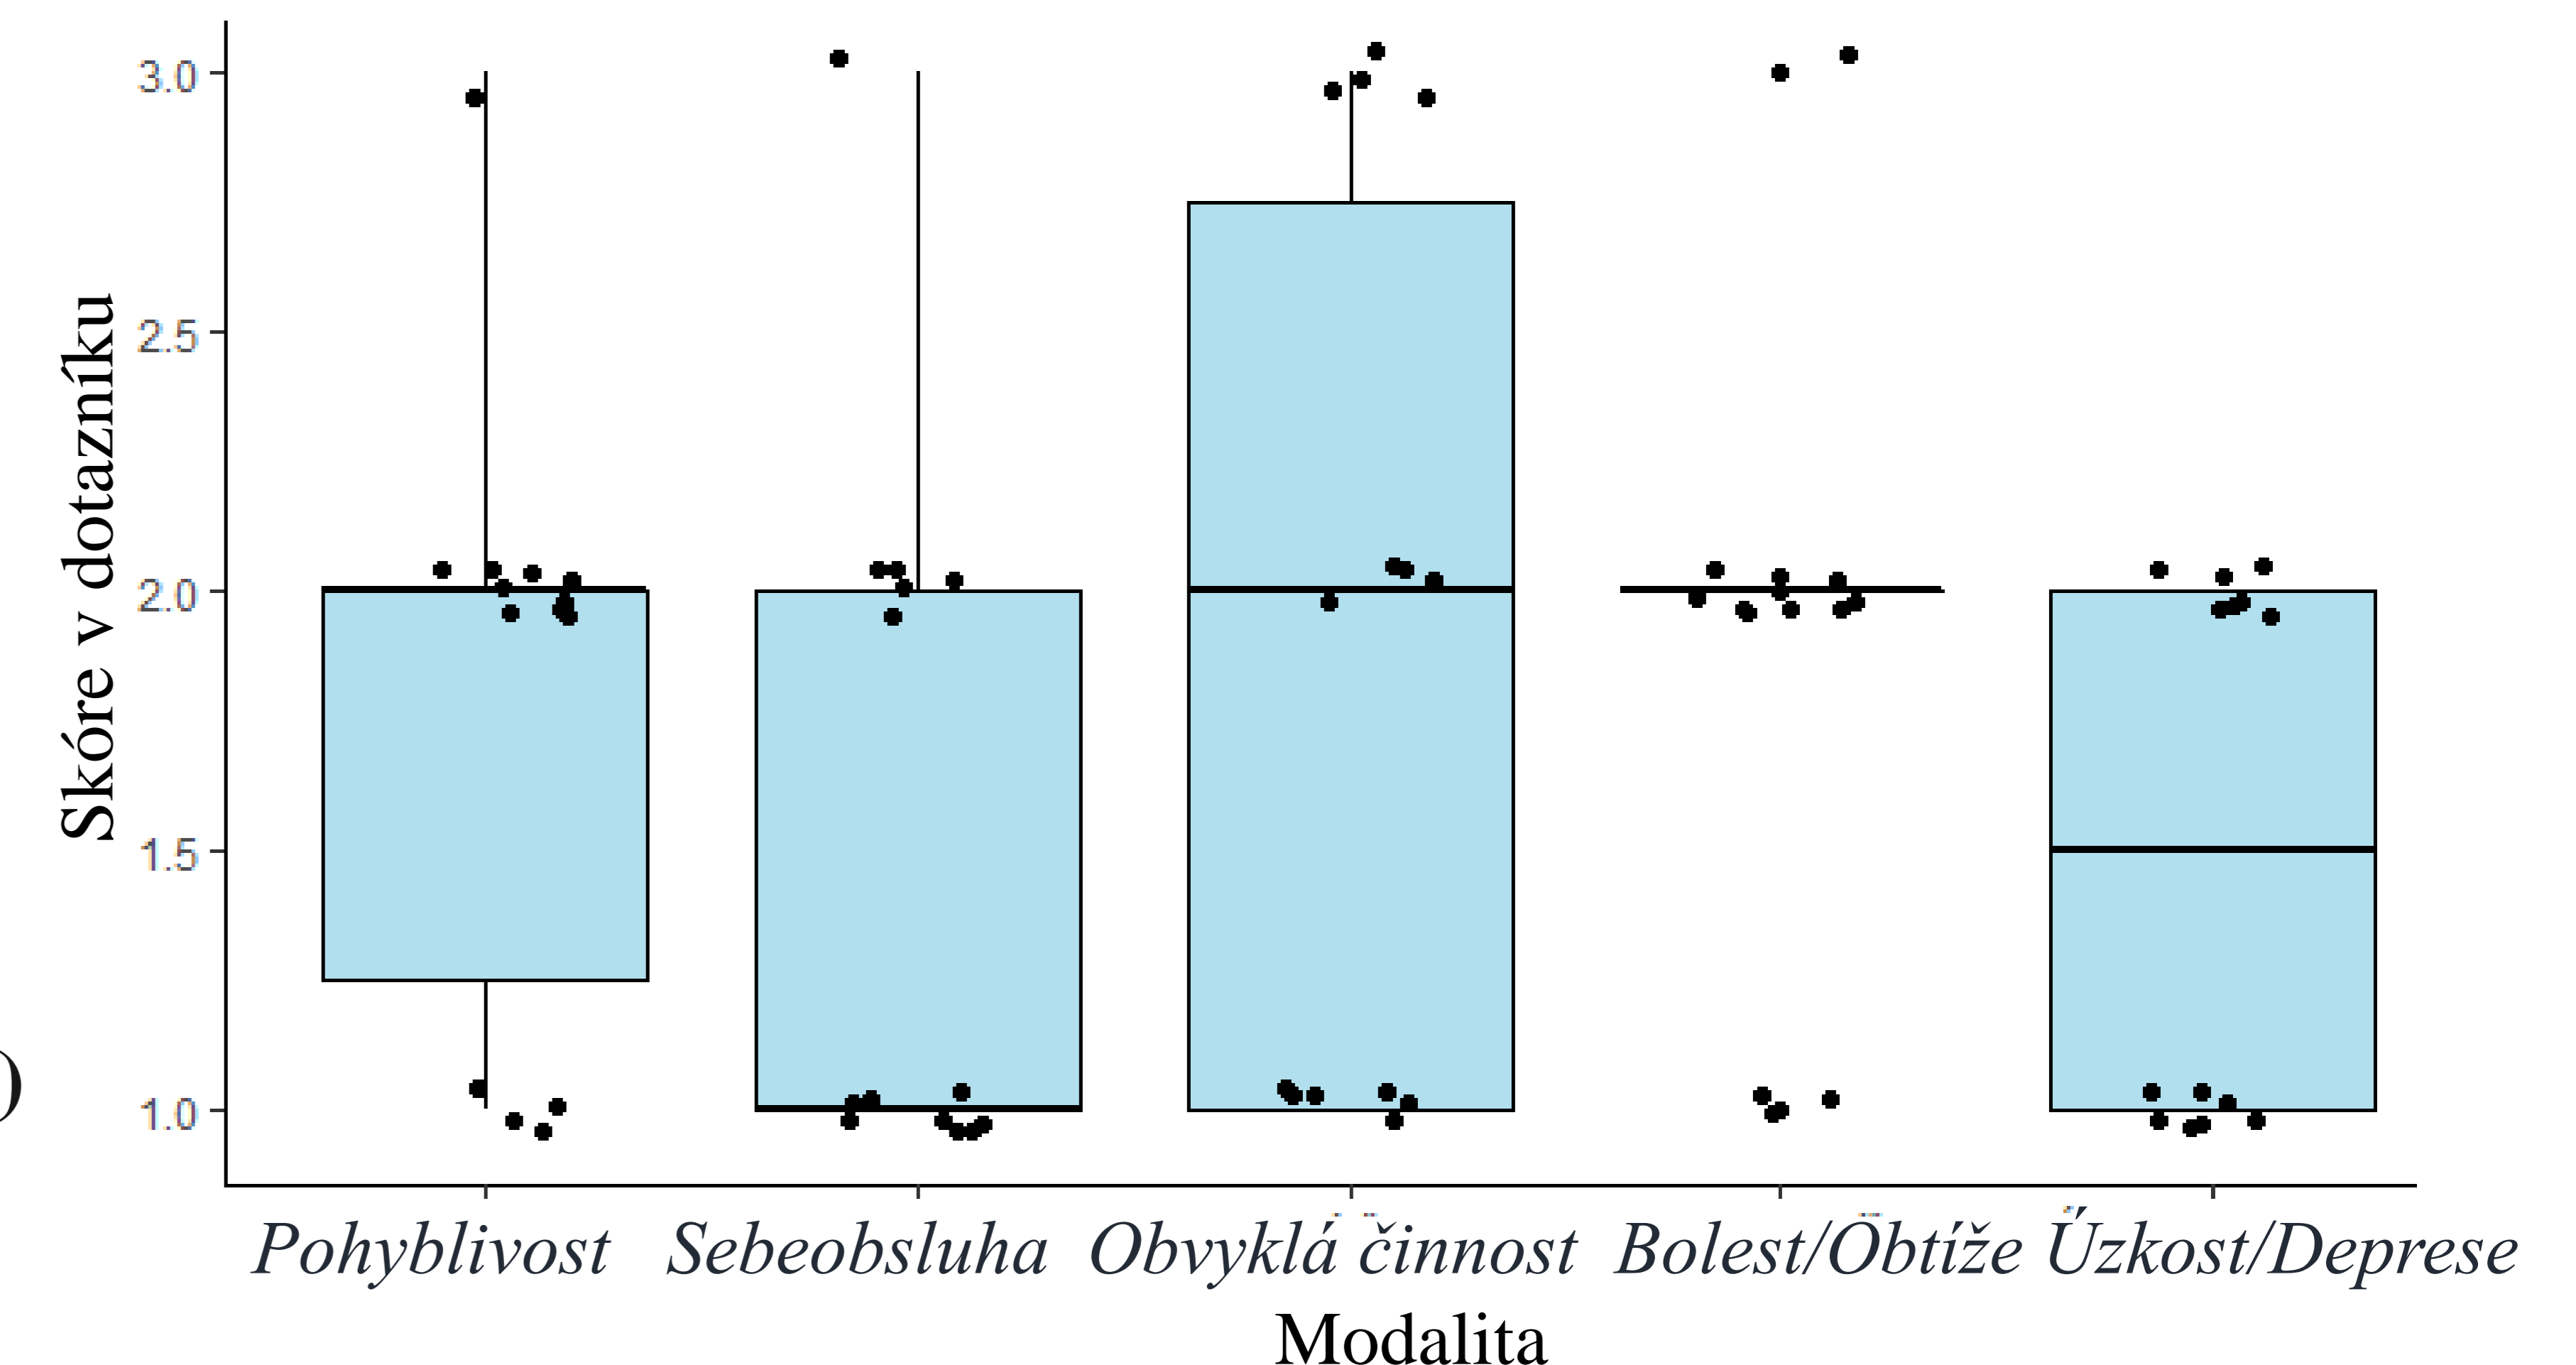 Skóre v dotazníku
3.0
2.5
2.0
1.5
1.0
)
Pohyblivost Sebeobsluha Obvyklá činnost Bolest/Obtíže Úzkost/Deprese
Modalita